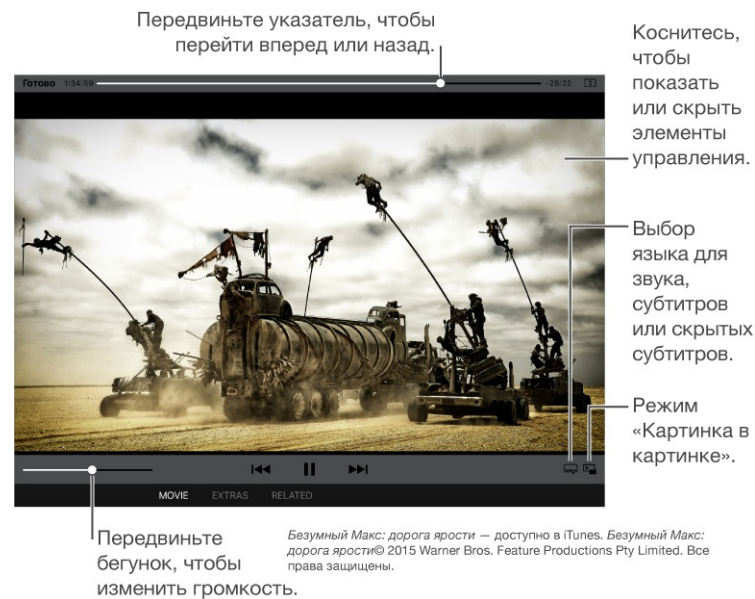 Передвиньте указатель, чтобы
перейти вперед или назад.
Коснитесь,
чтобы
показать
или скрыть
элементы
управления.
Готово 1:34:59 -25:22
Выбор
языка для
звука,
субтитров
или скрытых
субтитров.
Режим
«Картинка в
картинке».
MOVIE EXTRAS RELATED
Передвиньте
бегунок, чтобы
изменить громкость.
Безумный Макс: дорога ярости — доступно в iTunes. Безумный Макс:
дорога ярости© 2015 Warner Bros. Feature Productions Pty Limited. Все
права защищены.